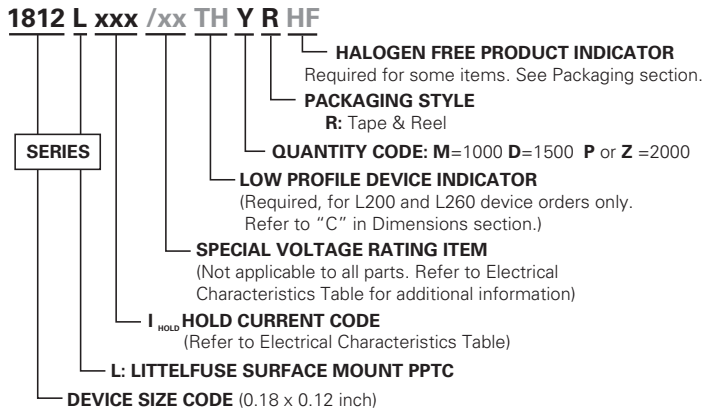 1812 L xxx /xx TH Y R HF
HALOGEN FREE PRODUCT INDICATOR
Required for some items. See Packaging section.
PACKAGING STYLE
R: Tape & Reel
SERIES
QUANTITY CODE: M=1000 D=1500 P or Z =2000
LOW PROFILE DEVICE INDICATOR
(Required, for L200 and L260 device orders only.
Refer to “C” in Dimensions section.)
SPECIAL VOLTAGE RATING ITEM
(Not applicable to all parts. Refer to Electrical
Characteristics Table for additional information)
I HOLD HOLD CURRENT CODE
(Refer to Electrical Characteristics Table)
L: LITTELFUSE SURFACE MOUNT PPTC
DEVICE SIZE CODE (0.18 x 0.12 inch)